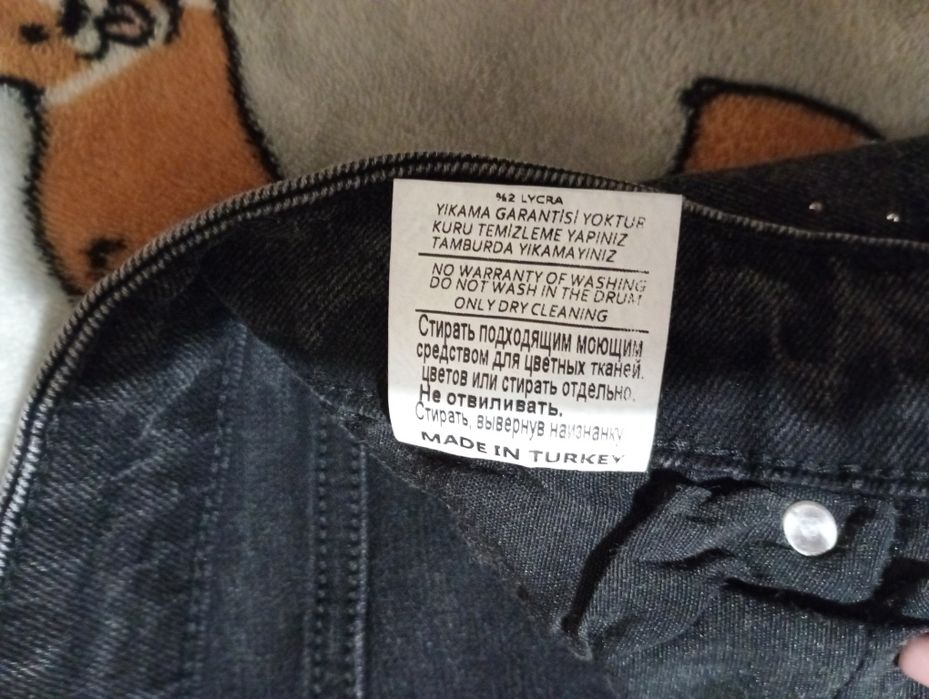 %2 LYCRA
YIKAMA GARANTİSİ YOKTUR
KURU TEMİZLEME YAPINIZ
TAMBURDA YIKAMAYINIZ
NO WARRANTY OF WASHING
DO NOT WASH IN THE DRUM
ONLY DRY CLEANING
Стирать подходящим моющим
средством для цветных тканей.
цветов или стирать отдельно.
Не отвиливать.
Стирать, вывернув наизнанку
MADE IN TURKEY